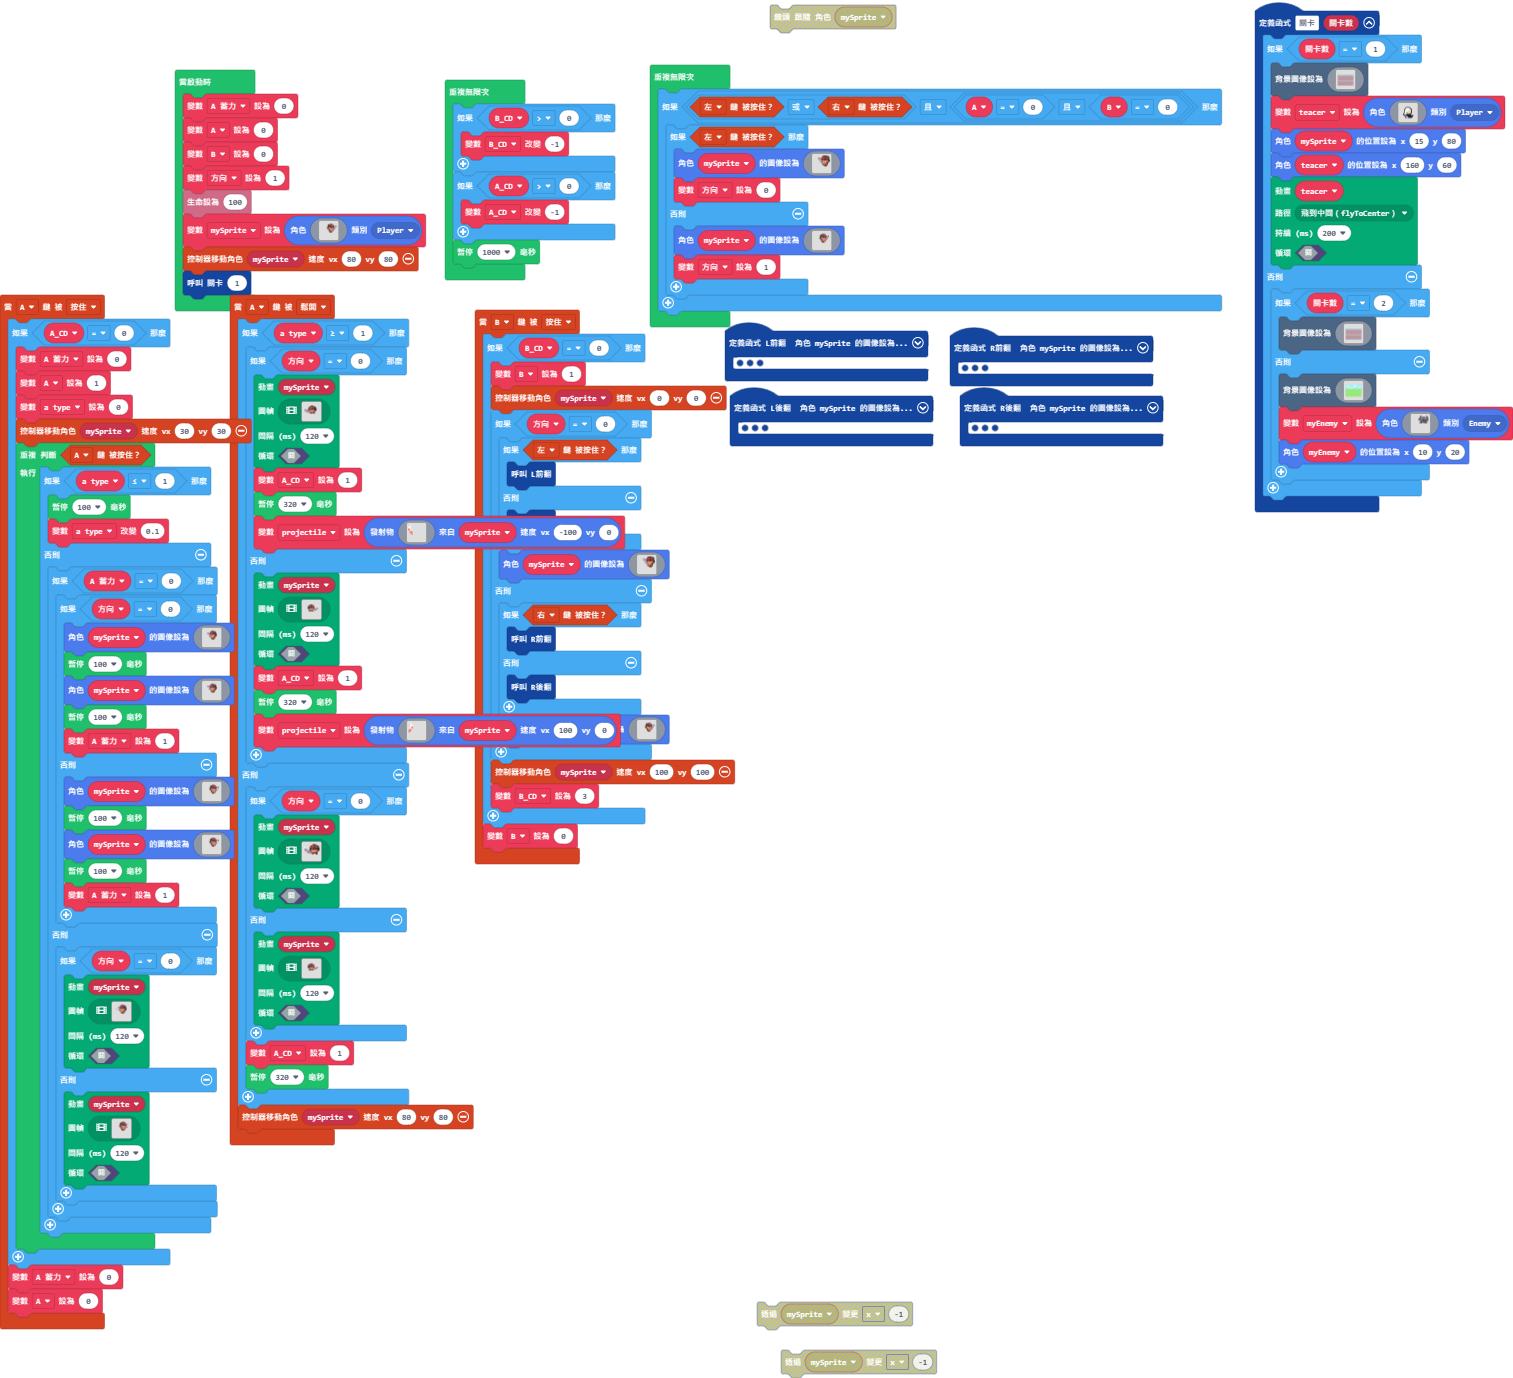 鏡頭 跟隨 角色 mySprite
定義函式 關卡 關卡數
如果 關卡數 = 1 那麼
背景圖像設為
變數 teacer 設為 角色 類別 Player
角色 mySprite 的位置設為 x 15 y 80
角色 teacer 的位置設為 x 160 y 60
動畫 teacer
路徑 飛到中間 (flyToCenter)
持續 (ms) 200
循環 關
否則
如果 關卡數 = 2 那麼
背景圖像設為
否則
背景圖像設為
變數 myEnemy 設為 角色 類別 Enemy
角色 myEnemy 的位置設為 x 10 y 20
當啟動時
變數 A 蓄力 設為 0
變數 A 設為 0
變數 B 設為 0
變數 方向 設為 1
生命設為 100
變數 mySprite 設為 角色 類別 Player
控制器移動角色 mySprite 速度 vx 80 vy 80
呼叫 關卡 1
重複無限次
如果 B_CD > 0 那麼
變數 B_CD 改變 -1
如果 A_CD > 0 那麼
變數 A_CD 改變 -1
暫停 1000 毫秒
重複無限次
如果 左 鍵 被按住？ 或 右 鍵 被按住？ 且 A = 0 且 B = 0 那麼
如果 左 鍵 被按住？ 那麼
角色 mySprite 的圖像設為
變數 方向 設為 0
否則
角色 mySprite 的圖像設為
變數 方向 設為 1
當 A 鍵 被 按住
如果 A_CD = 0 那麼
變數 A 蓄力 設為 0
變數 A 設為 1
變數 a type 設為 0
控制器移動角色 mySprite 速度 vx 30 vy 30
重複 判斷 A 鍵 被按住？
執行 如果 a type ≤ 1 那麼
暫停 100 毫秒
變數 a type 改變 0.1
否則
如果 A 蓄力 = 0 那麼
如果 方向 = 0 那麼
角色 mySprite 的圖像設為
暫停 100 毫秒
角色 mySprite 的圖像設為
暫停 100 毫秒
變數 A 蓄力 設為 1
否則
角色 mySprite 的圖像設為
暫停 100 毫秒
角色 mySprite 的圖像設為
暫停 100 毫秒
變數 A 蓄力 設為 1
否則
如果 方向 = 0 那麼
動畫 mySprite
圖幀
間隔 (ms) 120
循環 關
否則
動畫 mySprite
圖幀
間隔 (ms) 120
循環 關
變數 A 蓄力 設為 0
變數 A 設為 0
當 A 鍵 被 鬆開
如果 a type ≥ 1 那麼
如果 方向 = 0 那麼
動畫 mySprite
圖幀
間隔 (ms) 120
循環 關
變數 A_CD 設為 1
暫停 320 毫秒
變數 projectile 設為 發射物 來自 mySprite 速度 vx -100 vy 0
否則
動畫 mySprite
圖幀
間隔 (ms) 120
循環 關
變數 A_CD 設為 1
暫停 320 毫秒
變數 projectile 設為 發射物 來自 mySprite 速度 vx 100 vy 0
否則
如果 方向 = 0 那麼
動畫 mySprite
圖幀
間隔 (ms) 120
循環 關
否則
動畫 mySprite
圖幀
間隔 (ms) 120
循環 關
變數 A_CD 設為 1
暫停 320 毫秒
控制器移動角色 mySprite 速度 vx 80 vy 80
當 B 鍵 被 按住
如果 B_CD = 0 那麼
變數 B 設為 1
控制器移動角色 mySprite 速度 vx 0 vy 0
如果 方向 = 0 那麼
如果 左 鍵 被按住？ 那麼
呼叫 L前翻
否則
角色 mySprite 的圖像設為
否則
如果 右 鍵 被按住？ 那麼
呼叫 R前翻
否則
呼叫 R後翻
控制器移動角色 mySprite 速度 vx 100 vy 100
變數 B_CD 設為 3
變數 B 設為 0
定義函式 L前翻 角色 mySprite 的圖像設為...
定義函式 R前翻 角色 mySprite 的圖像設為...
定義函式 L後翻 角色 mySprite 的圖像設為...
定義函式 R後翻 角色 mySprite 的圖像設為...
mySprite 變更 x -1
mySprite 變更 x -1